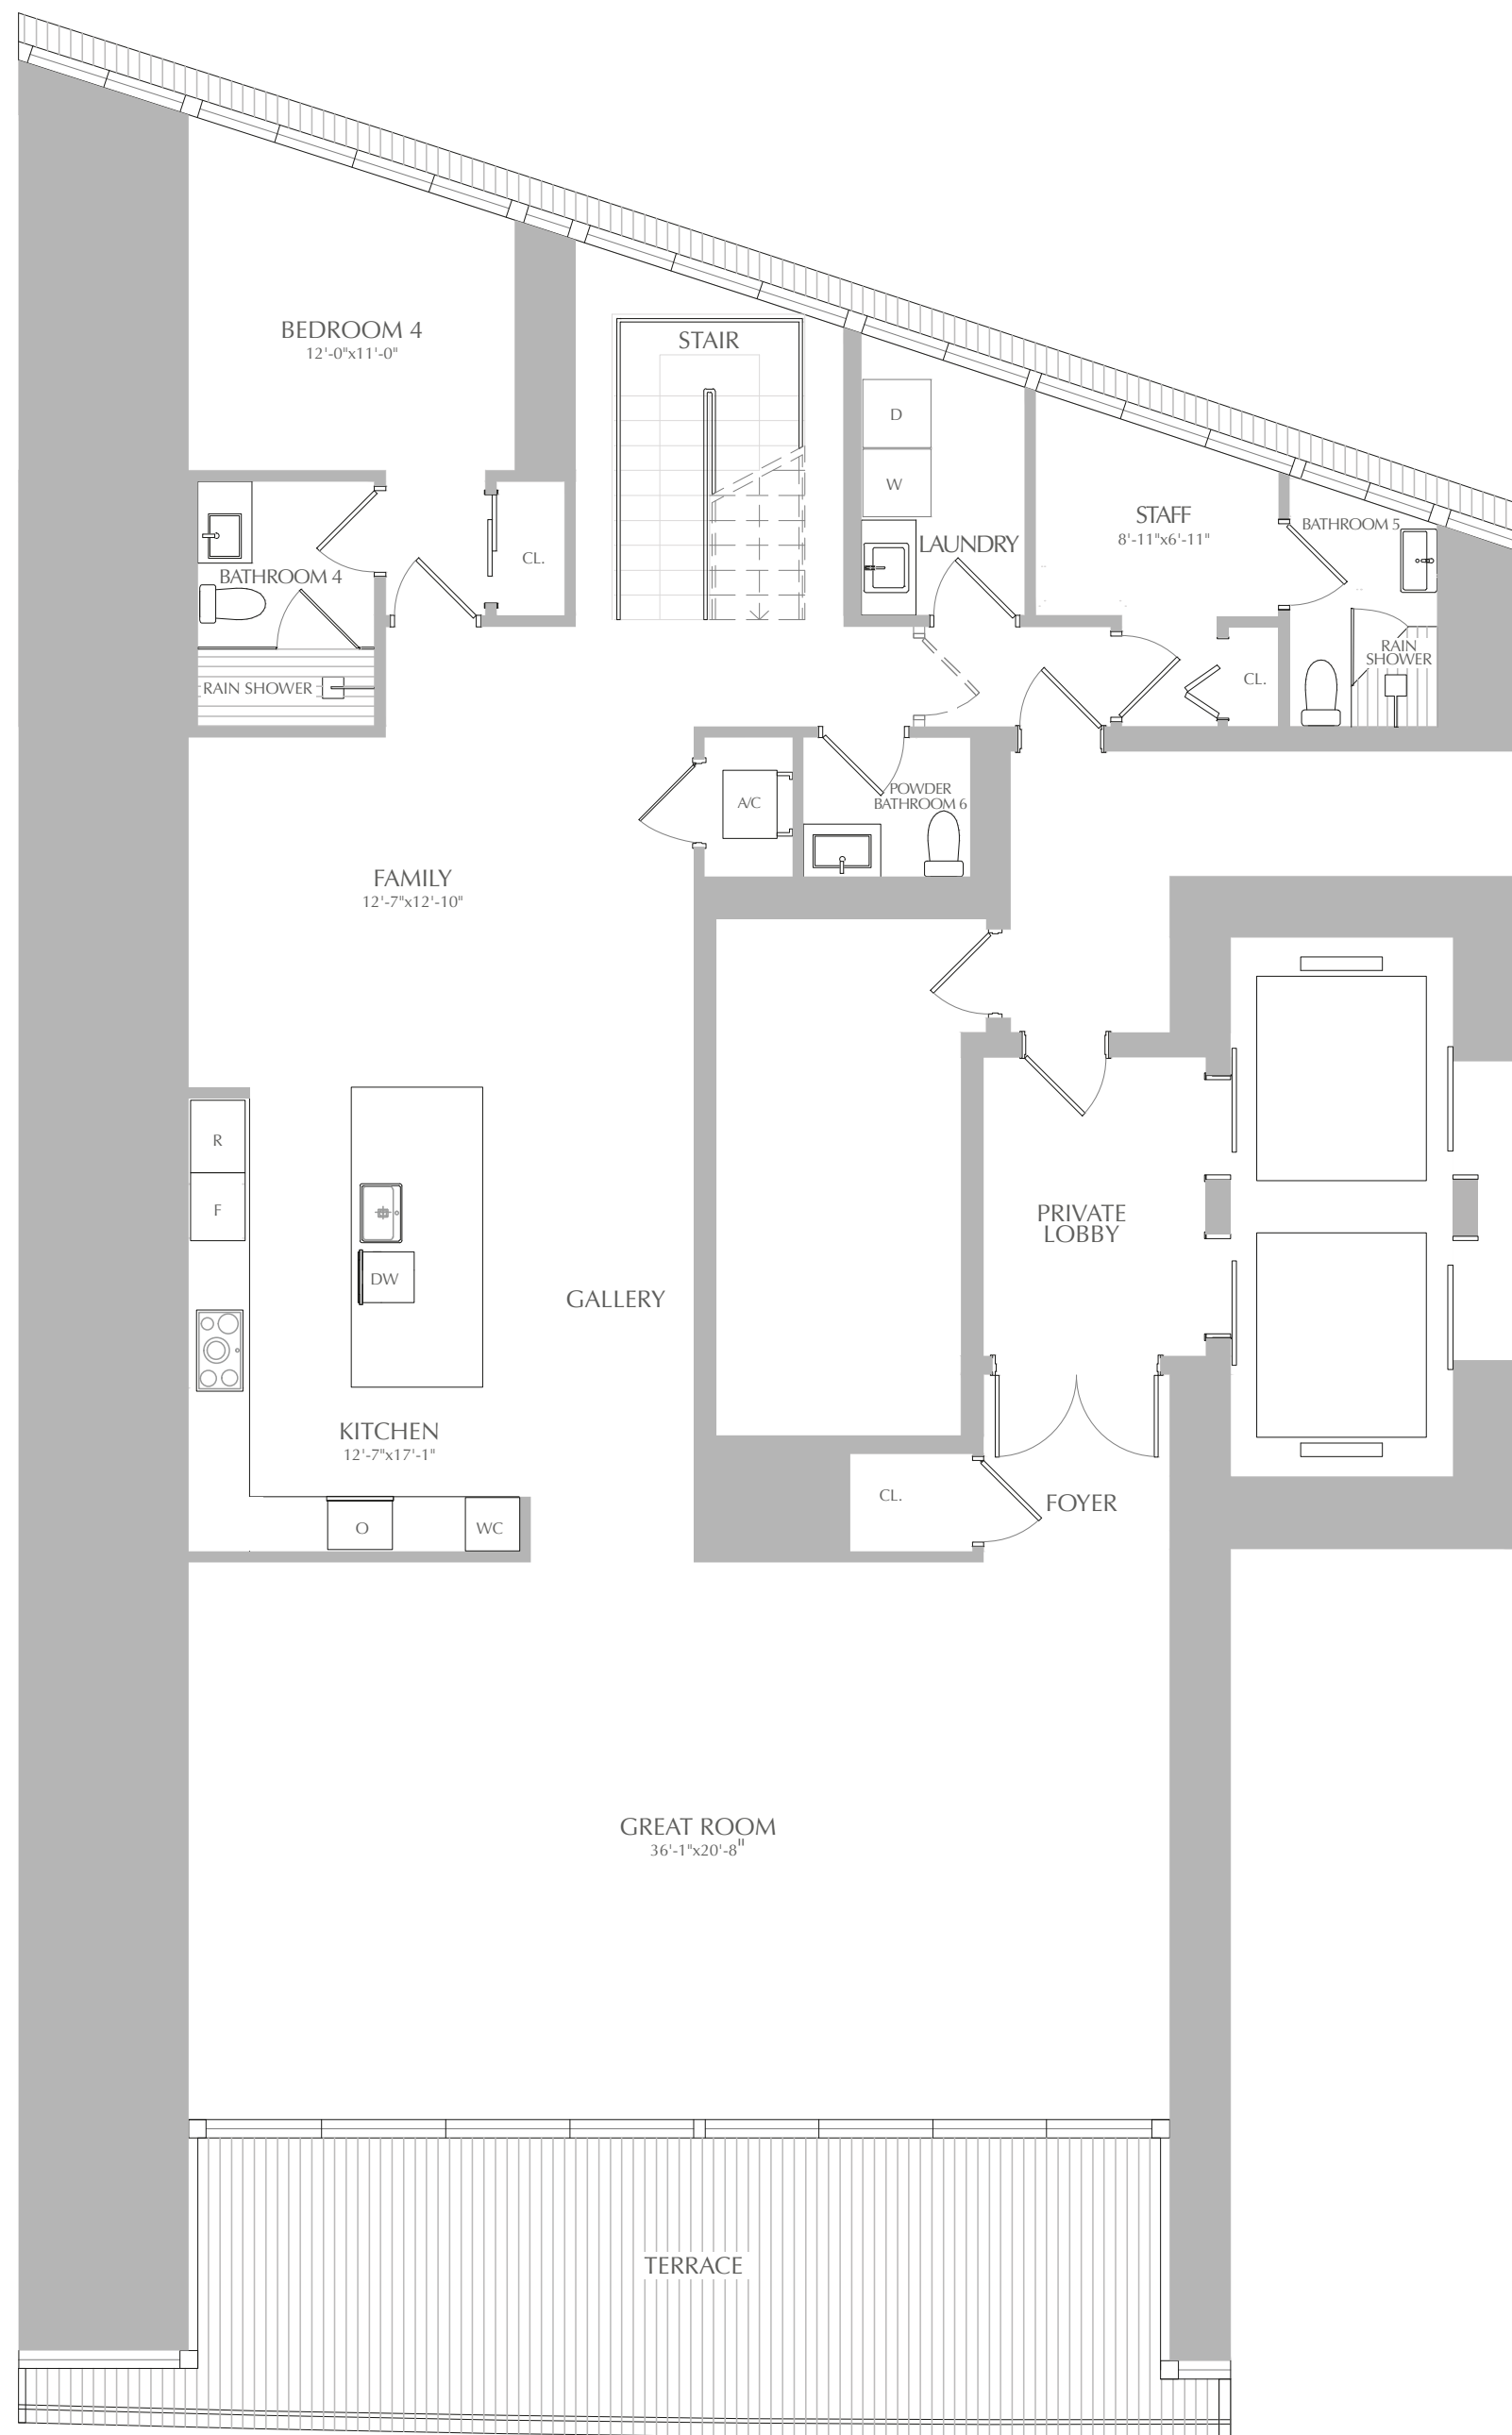 BEDROOM 4
12'-0"x11'-0"
STAIR
D
W
LAUNDRY
STAFF
8'-11"x6'-11"
BATHROOM 5
CL.
BATHROOM 4
RAIN SHOWER
RAIN
SHOWER
CL.
A/C
POWDER
BATHROOM 6
FAMILY
12'-7"x12'-10"
R
F
DW
GALLERY
PRIVATE
LOBBY
KITCHEN
12'-7"x17'-1"
O
WC
CL.
FOYER
GREAT ROOM
36'-1"x20'-8"
TERRACE